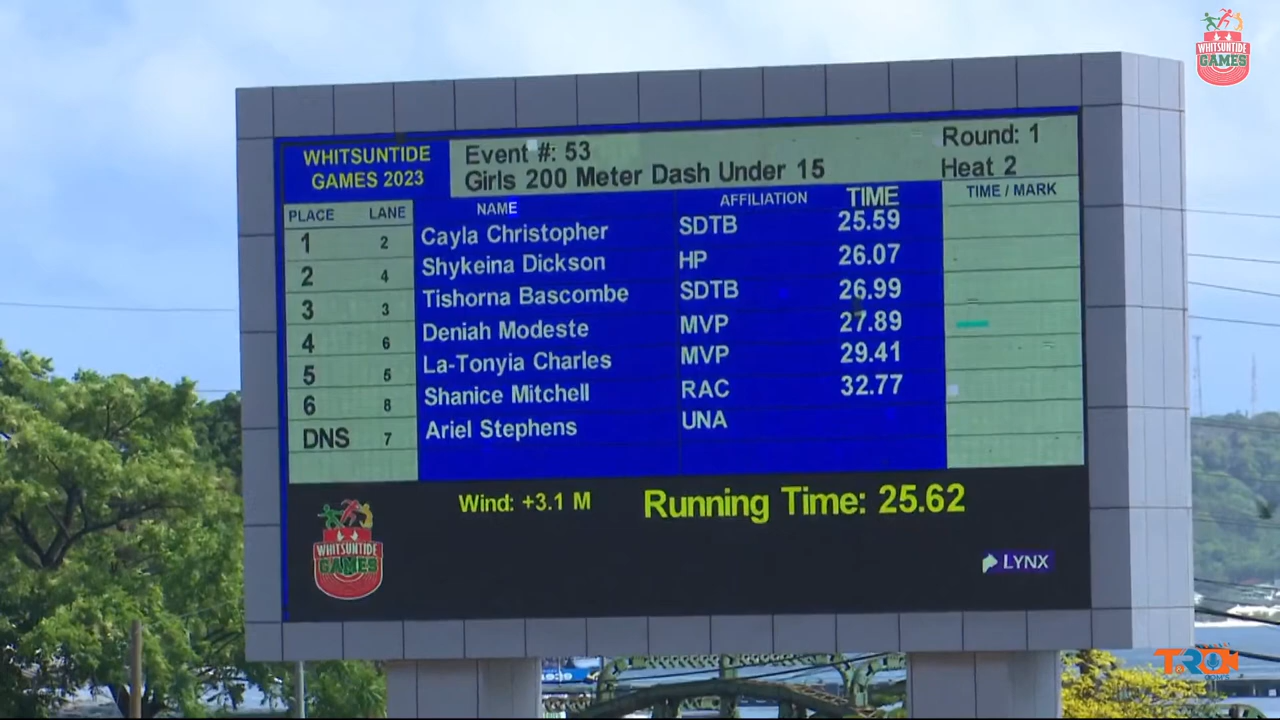 WHITSUNTIDE
GAMES
WHITSUNTIDE
GAMES 2023
Event #: 53
Girls 200 Meter Dash Under 15
Round: 1
Heat 2
PLACE LANE NAME AFFILIATION TIME TIME / MARK
1 2 Cayla Christopher SDTB 25.59
2 4 Shykeina Dickson HP 26.07
3 3 Tishorna Bascombe SDTB 26.99
4 6 Deniah Modeste MVP 27.89
5 5 La-Tonyia Charles MVP 29.41
6 8 Shanice Mitchell RAC 32.77
DNS 7 Ariel Stephens UNA
Wind: +3.1 M Running Time: 25.62
WHITSUNTIDE
GAMES
LYNX